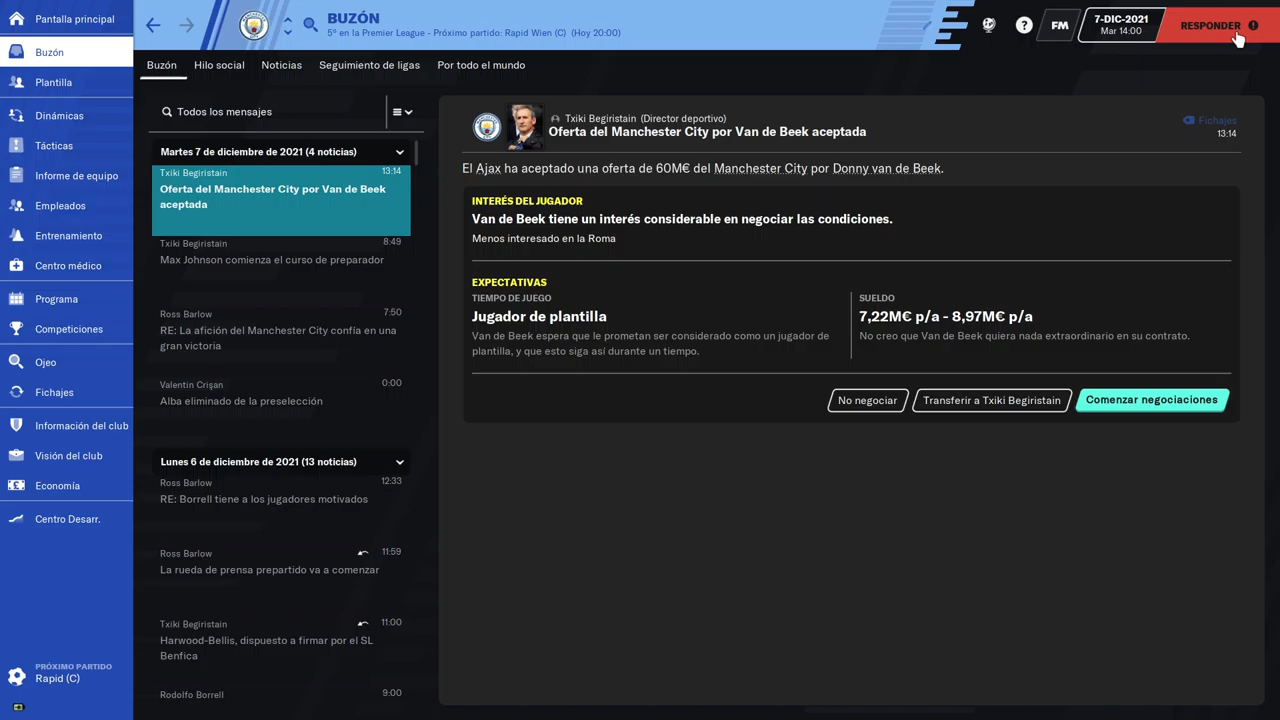 Pantalla principal
Buzón
Plantilla
Dinámicas
Tácticas
Informe de equipo
Empleados
Entrenamiento
Centro médico
Programa
Competiciones
Ojeo
Fichajes
Información del club
Visión del club
Economía
Centro Desarr.
PRÓXIMO PARTIDO
Rapid (C)
BUZÓN
5º en la Premier League - Próximo partido: Rapid Wien (C) (Hoy 20:00)
?
FM
7-DIC-2021
Mar 14:00
RESPONDER
Buzón Hilo social Noticias Seguimiento de ligas Por todo el mundo
Todos los mensajes
Martes 7 de diciembre de 2021 (4 noticias)
Txiki Begiristain 13:14
Oferta del Manchester City por Van de Beek
aceptada
Txiki Begiristain 8:49
Max Johnson comienza el curso de preparador
Ross Barlow 7:50
RE: La afición del Manchester City confía en una
gran victoria
Valentin Crișan 0:00
Alba eliminado de la preselección
Lunes 6 de diciembre de 2021 (13 noticias)
Ross Barlow 12:33
RE: Borrell tiene a los jugadores motivados
Ross Barlow 11:59
La rueda de prensa prepartido va a comenzar
Txiki Begiristain 11:00
Harwood-Bellis, dispuesto a firmar por el SL
Benfica
Rodolfo Borrell 9:00
Txiki Begiristain (Director deportivo)
Oferta del Manchester City por Van de Beek aceptada
Fichajes
13:14
El Ajax ha aceptado una oferta de 60M€ del Manchester City por Donny van de Beek.
INTERÉS DEL JUGADOR
Van de Beek tiene un interés considerable en negociar las condiciones.
Menos interesado en la Roma
EXPECTATIVAS
TIEMPO DE JUEGO
Jugador de plantilla
Van de Beek espera que le prometan ser considerado como un jugador de
plantilla, y que esto siga así durante un tiempo.
SUELDO
7,22M€ p/a - 8,97M€ p/a
No creo que Van de Beek quiera nada extraordinario en su contrato.
No negociar
Transferir a Txiki Begiristain
Comenzar negociaciones